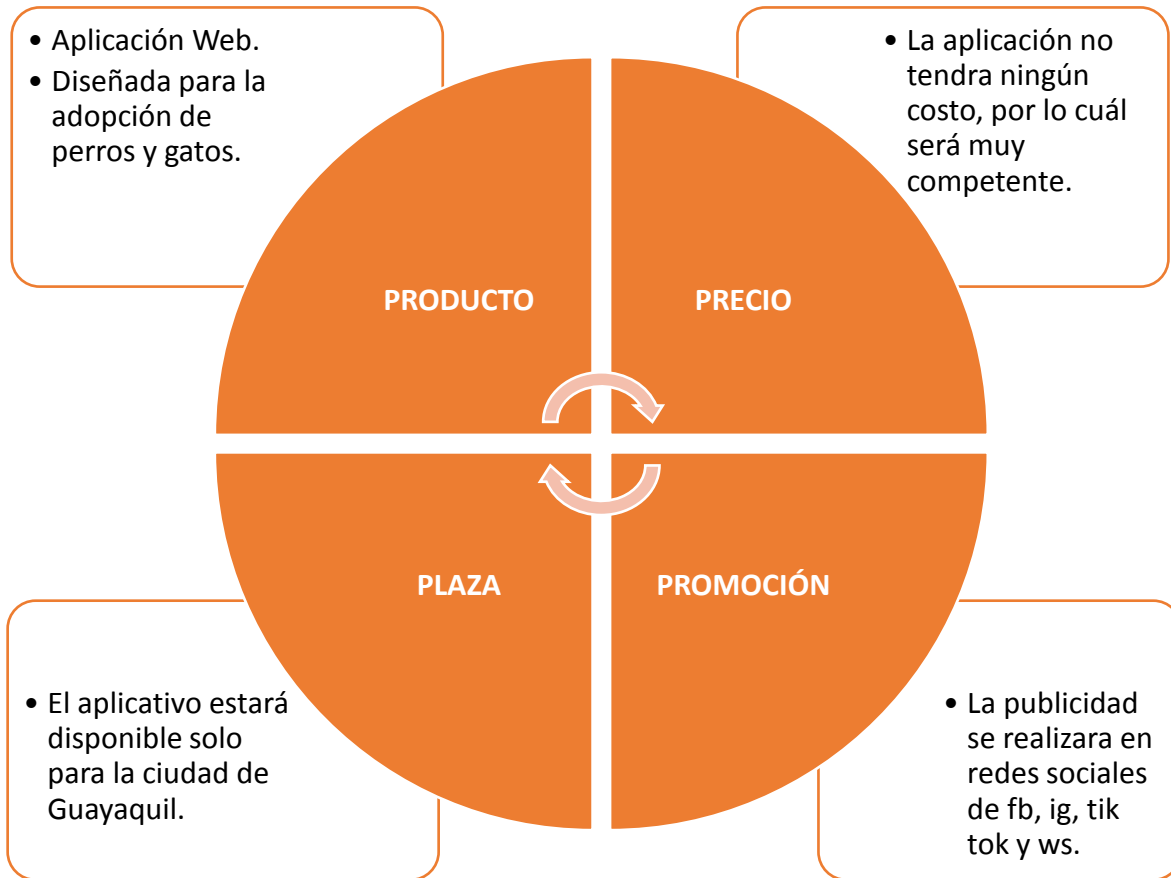 • Aplicación Web.
• Diseñada para la
adopción de
perros y gatos.
• La aplicación no
tendra ningún
costo, por lo cuál
será muy
competente.
PRODUCTO
PRECIO
PLAZA
PROMOCIÓN
• El aplicativo estará
disponible solo
para la ciudad de
Guayaquil.
• La publicidad
se realizara en
redes sociales
de fb, ig, tik
tok y ws.